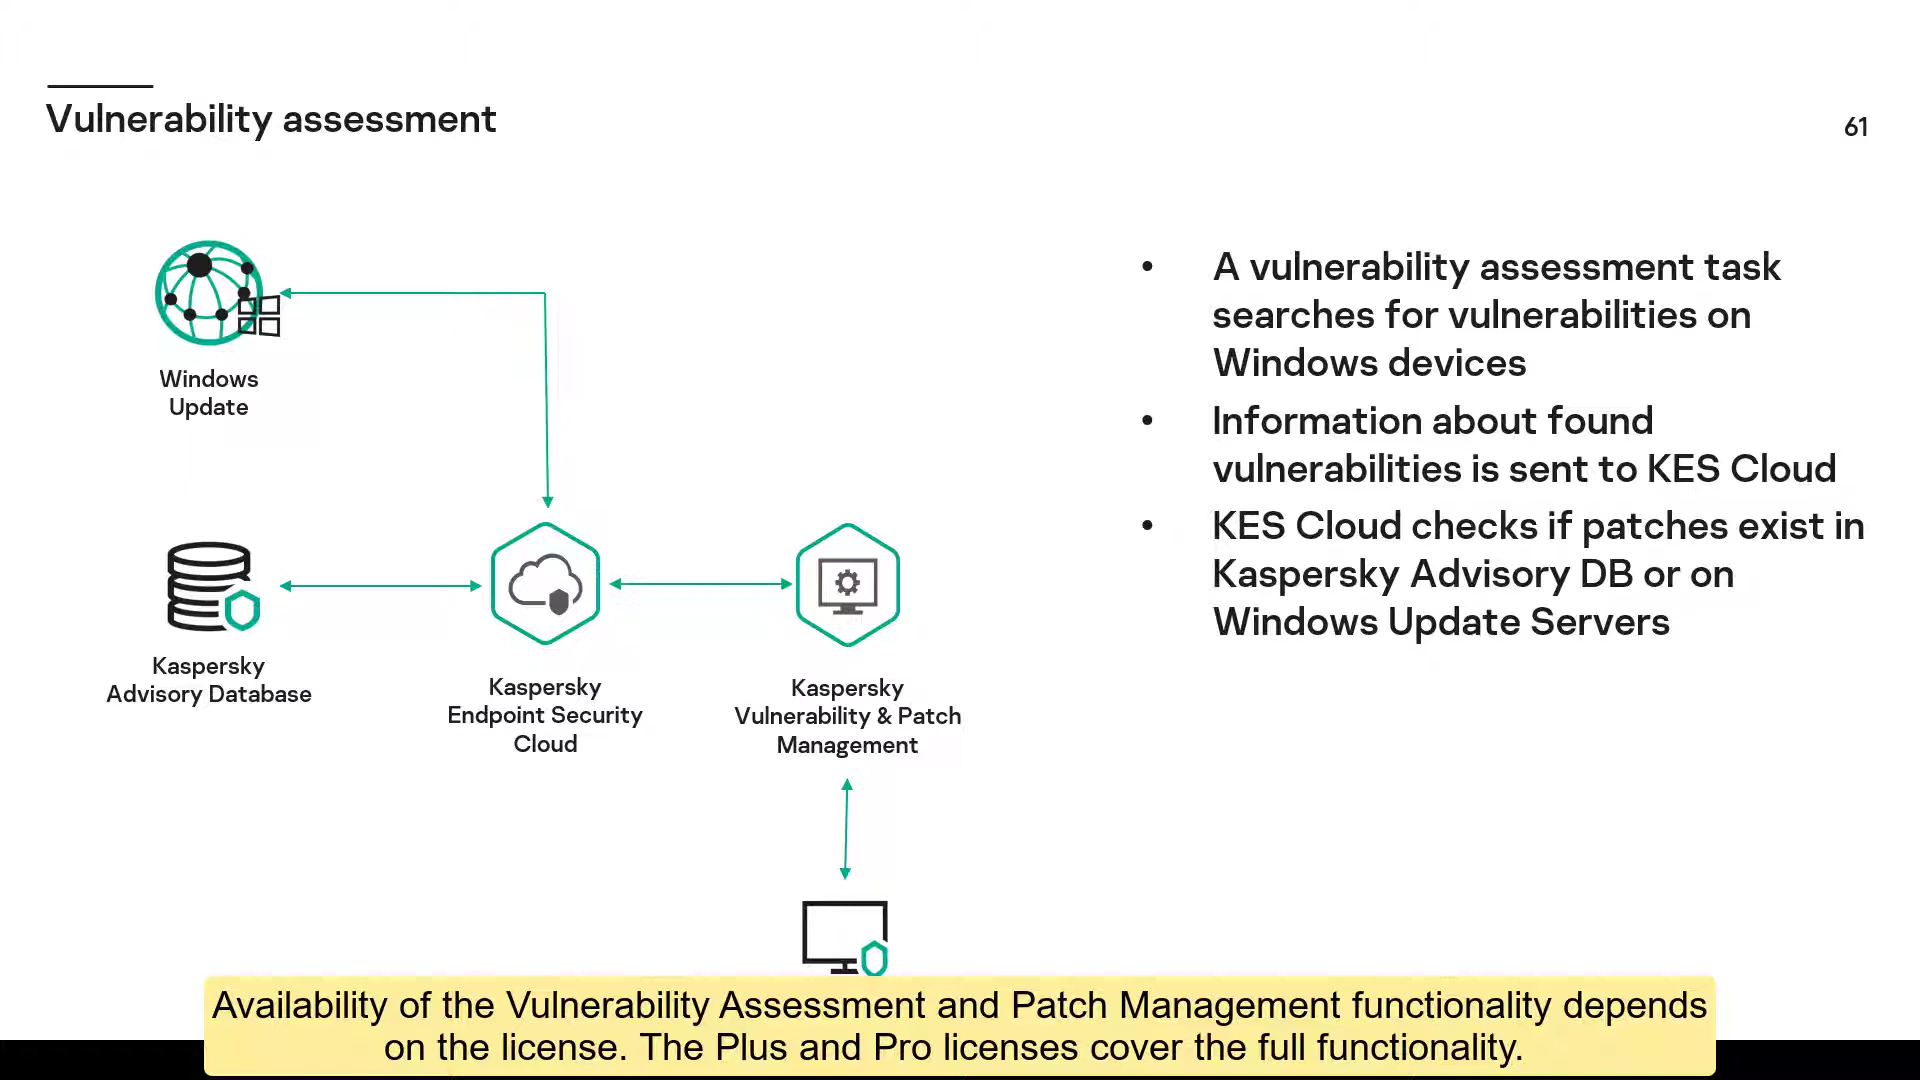 Vulnerability assessment
61
Windows
Update
Kaspersky
Advisory Database
Kaspersky
Endpoint Security
Cloud
Kaspersky
Vulnerability & Patch
Management
• A vulnerability assessment task
searches for vulnerabilities on
Windows devices
• Information about found
vulnerabilities is sent to KES Cloud
• KES Cloud checks if patches exist in
Kaspersky Advisory DB or on
Windows Update Servers
Availability of the Vulnerability Assessment and Patch Management functionality depends
on the license. The Plus and Pro licenses cover the full functionality.